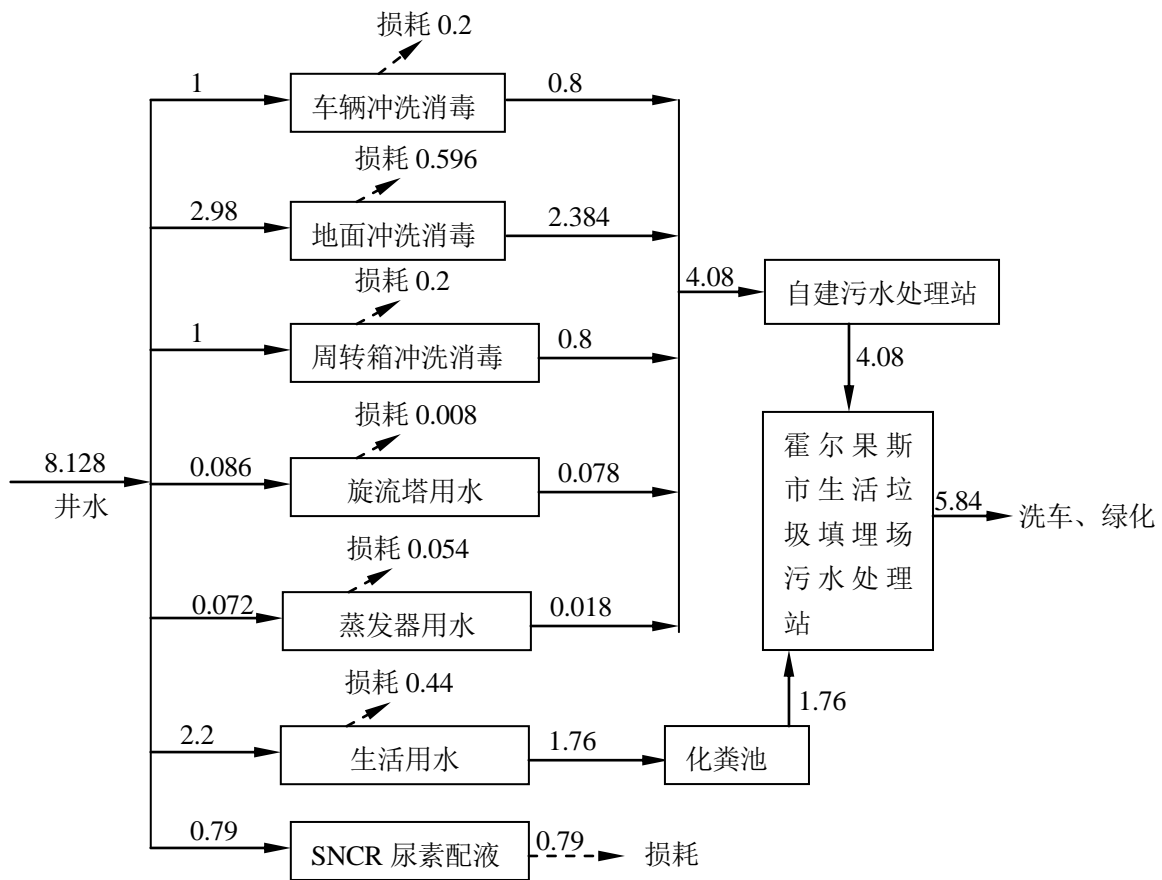 损耗 0.2
1
车辆冲洗消毒
0.8
损耗 0.596
2.98
地面冲洗消毒
2.384
损耗 0.2
1
周转箱冲洗消毒
0.8
4.08
自建污水处理站
4.08
损耗 0.008
8.128
井水
0.086
旋流塔用水
0.078
霍尔果斯
市生活垃
圾填埋场
污水处理
站
5.84
洗车、绿化
损耗 0.054
0.072
蒸发器用水
0.018
损耗 0.44
2.2
生活用水
1.76
化粪池
1.76
0.79
SNCR 尿素配液
0.79
损耗